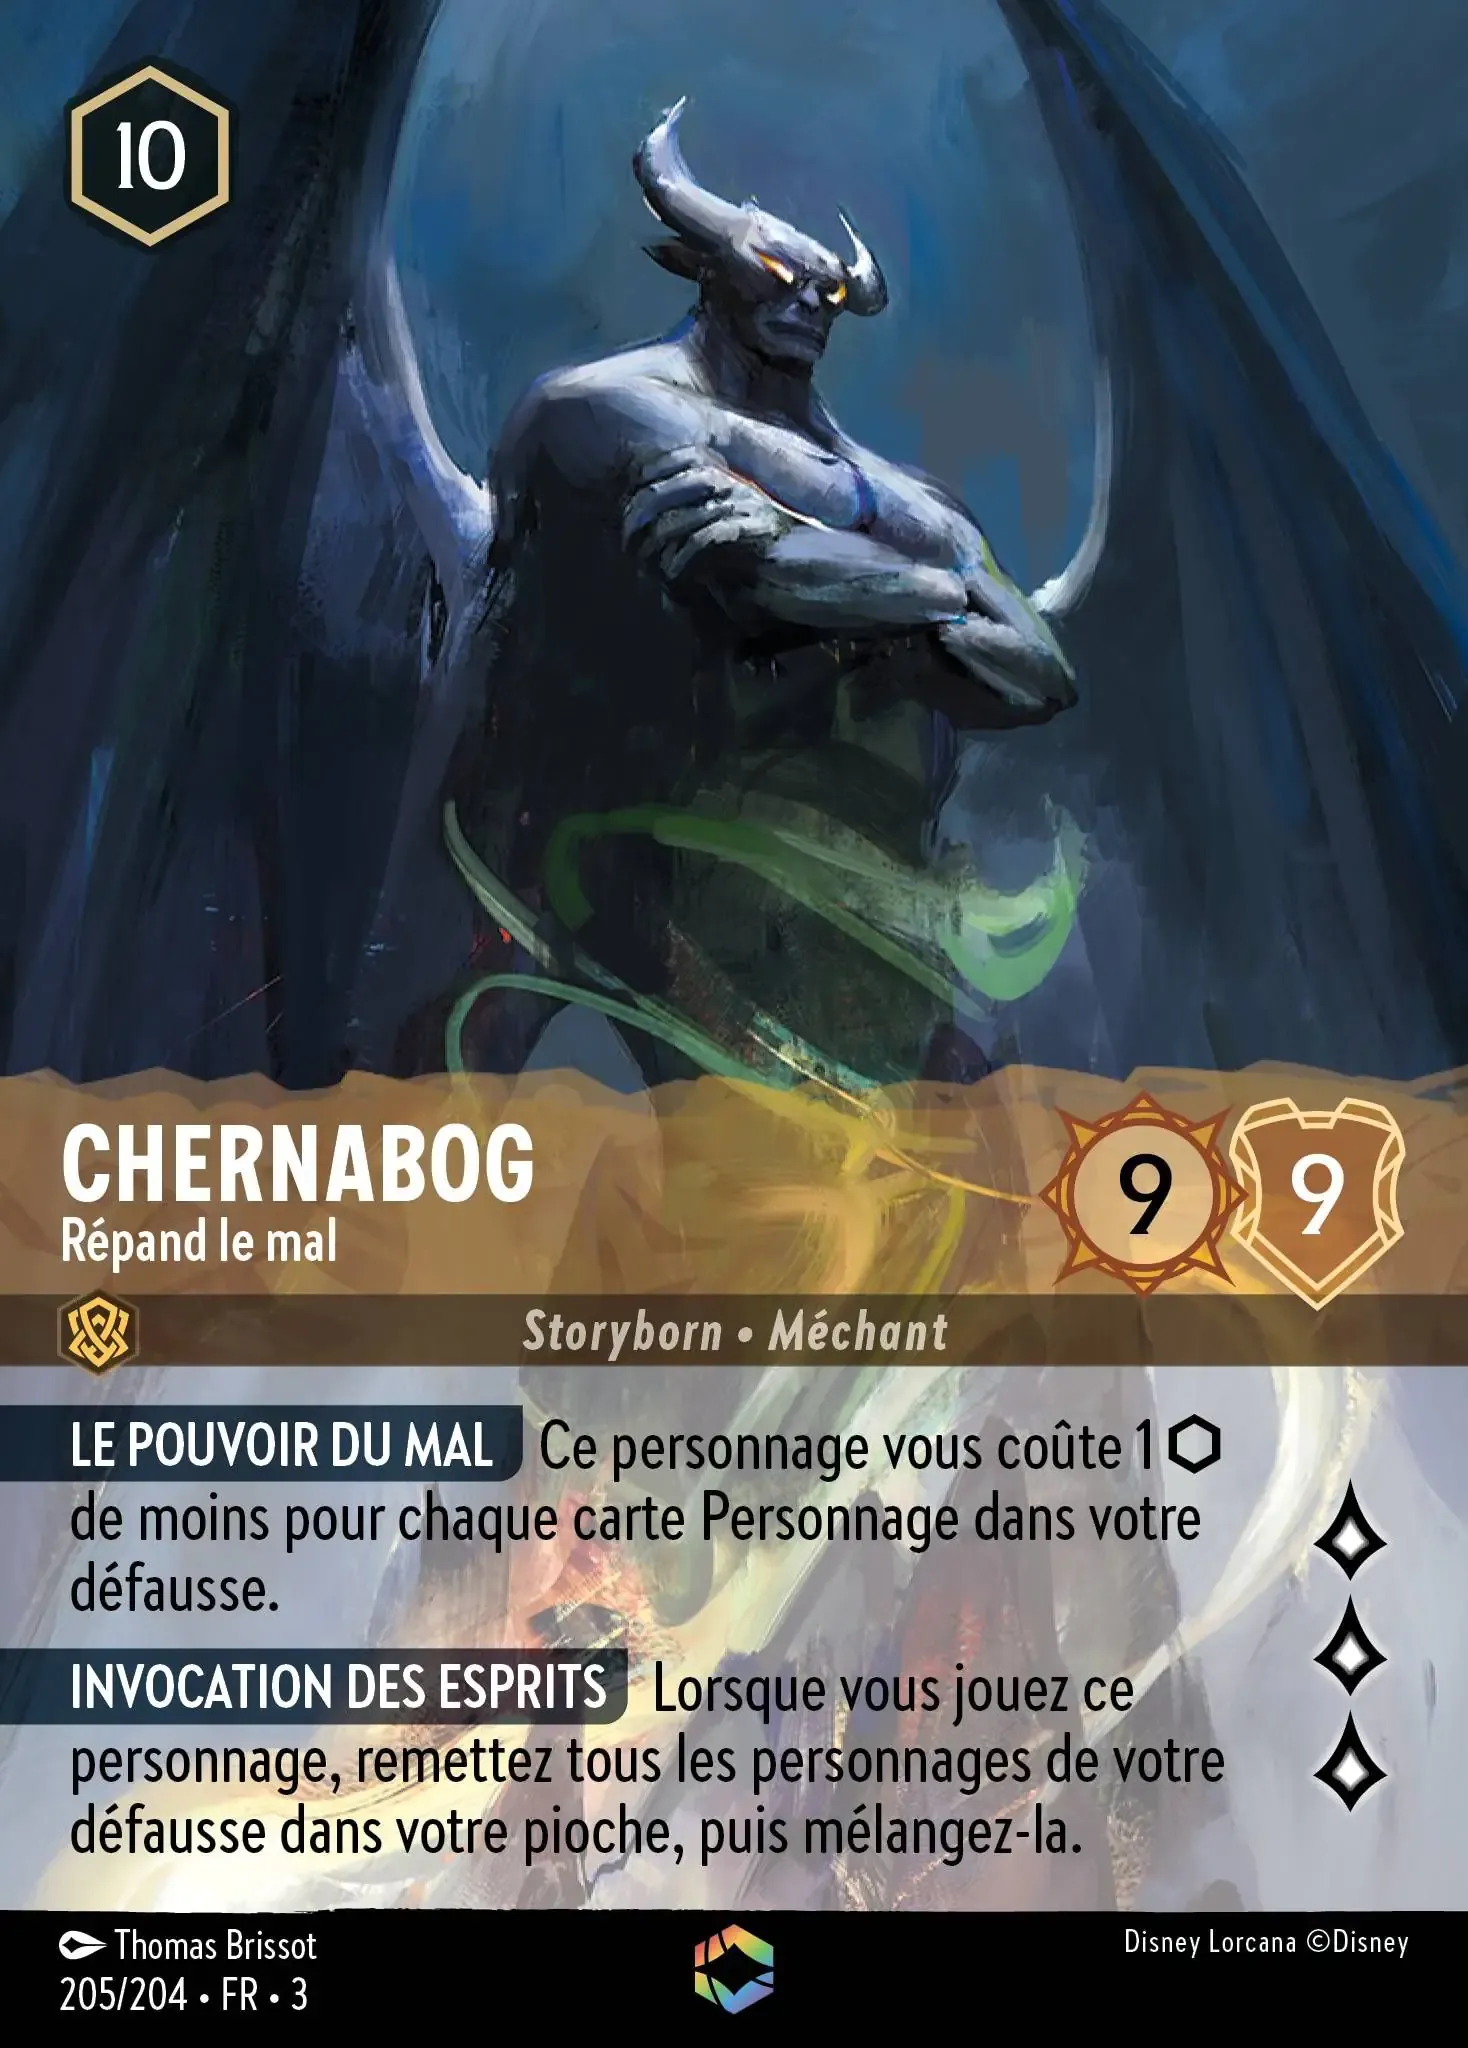 10
CHERNABOG
Répand le mal
9 9
Storyborn • Méchant
LE POUVOIR DU MAL Ce personnage vous coûte 1 ⬡
de moins pour chaque carte Personnage dans votre
défausse.
INVOCATION DES ESPRITS Lorsque vous jouez ce
personnage, remettez tous les personnages de votre
défausse dans votre pioche, puis mélangez-la.
Thomas Brissot
Disney Lorcana ©Disney
205/204 • FR • 3